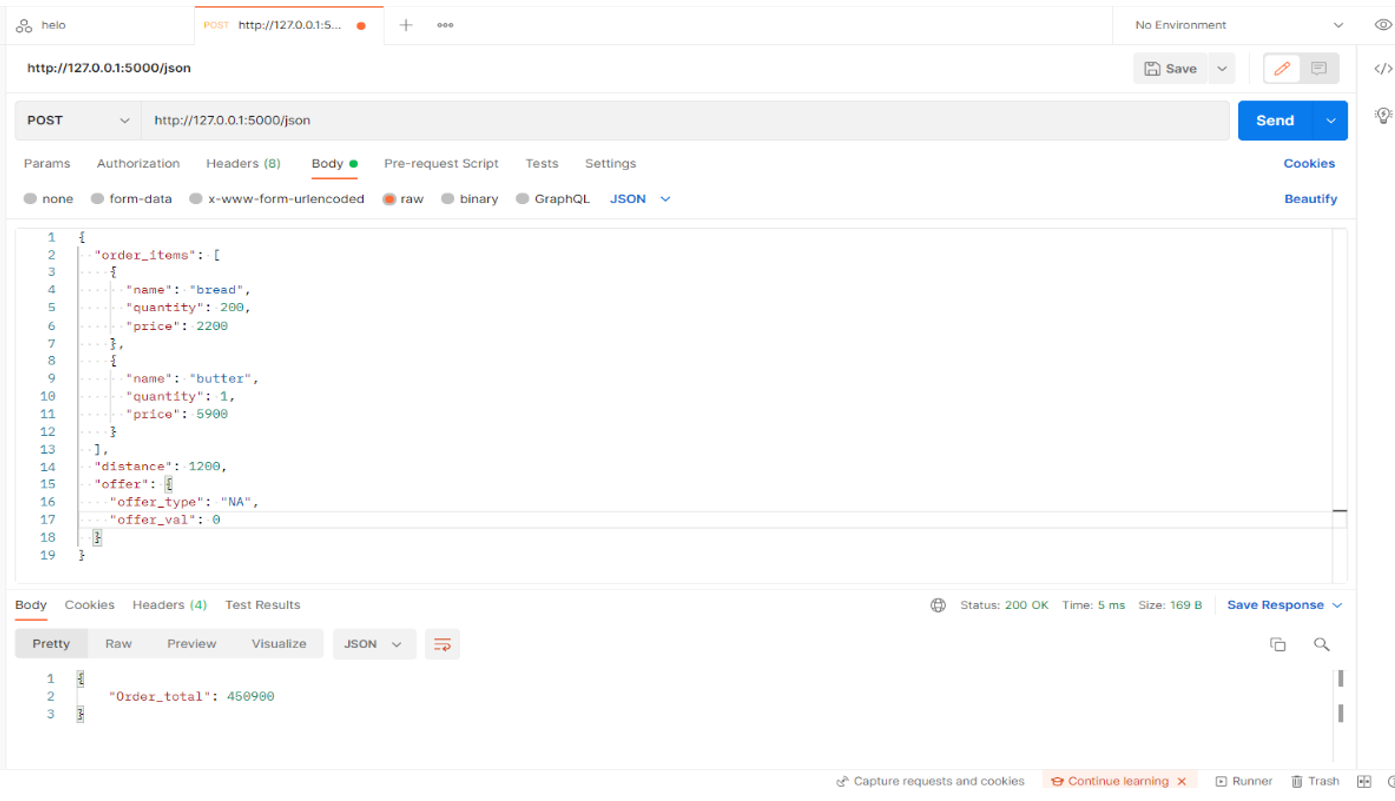 helo POST http://127.0.0.1:5... No Environment
http://127.0.0.1:5000/json Save </>
POST http://127.0.0.1:5000/json Send
Params Authorization Headers (8) Body Pre-request Script Tests Settings Cookies
none form-data x-www-form-urlencoded raw binary GraphQL JSON Beautify
1 {
2 "order_items": [
3 {
4 "name": "bread",
5 "quantity": 200,
6 "price": 2200
7 },
8 {
9 "name": "butter",
10 "quantity": 1,
11 "price": 5900
12 }
13 ],
14 "distance": 1200,
15 "offer": {
16 "offer_type": "NA",
17 "offer_val": 0
18 }
19 }
Body Cookies Headers (4) Test Results Status: 200 OK Time: 5 ms Size: 169 B Save Response
Pretty Raw Preview Visualize JSON
1 {
2 "Order_total": 450900
3 }
Capture requests and cookies Continue learning Runner Trash